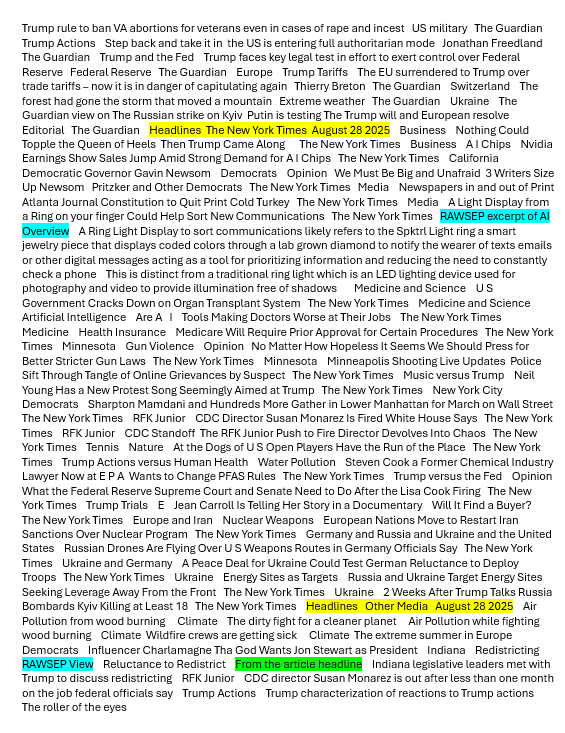 Trump rule to ban VA abortions for veterans even in cases of rape and incest US military The Guardian
Trump Actions Step back and take it in the US is entering full authoritarian mode Jonathan Freedland
The Guardian Trump and the Fed Trump faces key legal test in effort to exert control over Federal
Reserve Federal Reserve The Guardian Europe Trump Tariffs The EU surrendered to Trump over
trade tariffs – now it is in danger of capitulating again Thierry Breton The Guardian Switzerland The
forest had gone the storm that moved a mountain Extreme weather The Guardian Ukraine The
Guardian view on The Russian strike on Kyiv Putin is testing The Trump will and European resolve
Editorial The Guardian Headlines The New York Times August 28 2025 Business Nothing Could
Topple the Queen of Heels Then Trump Came Along The New York Times Business A I Chips Nvidia
Earnings Show Sales Jump Amid Strong Demand for A I Chips The New York Times California
Democratic Governor Gavin Newsom Democrats Opinion We Must Be Big and Unafraid 3 Writers Size
Up Newsom Pritzker and Other Democrats The New York Times Media Newspapers in and out of Print
Atlanta Journal Constitution to Quit Print Cold Turkey The New York Times Media A Light Display from
a Ring on your finger Could Help Sort New Communications The New York Times RAWSEP excerpt of AI
Overview A Ring Light Display to sort communications likely refers to the Spktrl Light ring a smart
jewelry piece that displays coded colors through a lab grown diamond to notify the wearer of texts emails
or other digital messages acting as a tool for prioritizing information and reducing the need to constantly
check a phone This is distinct from a traditional ring light which is an LED lighting device used for
photography and video to provide illumination free of shadows Medicine and Science U S
Government Cracks Down on Organ Transplant System The New York Times Medicine and Science
Artificial Intelligence Are A I Tools Making Doctors Worse at Their Jobs The New York Times
Medicine Health Insurance Medicare Will Require Prior Approval for Certain Procedures The New York
Times Minnesota Gun Violence Opinion No Matter How Hopeless It Seems We Should Press for
Better Stricter Gun Laws The New York Times Minnesota Minneapolis Shooting Live Updates Police
Sift Through Tangle of Online Grievances by Suspect The New York Times Music versus Trump Neil
Young Has a New Protest Song Seemingly Aimed at Trump The New York Times New York City
Democrats Sharpton Mamdani and Hundreds More Gather in Lower Manhattan for March on Wall Street
The New York Times RFK Junior CDC Director Susan Monarez Is Fired White House Says The New York
Times RFK Junior CDC Standoff The RFK Junior Push to Fire Director Devolves Into Chaos The New
York Times Tennis Nature At the Dogs of U S Open Players Have the Run of the Place The New York
Times Trump Actions versus Human Health Water Pollution Steven Cook a Former Chemical Industry
Lawyer Now at E P A Wants to Change PFAS Rules The New York Times Trump versus the Fed Opinion
What the Federal Reserve Supreme Court and Senate Need to Do After the Lisa Cook Firing The New
York Times Trump Trials E Jean Carroll Is Telling Her Story in a Documentary Will It Find a Buyer?
The New York Times Europe and Iran Nuclear Weapons European Nations Move to Restart Iran
Sanctions Over Nuclear Program The New York Times Germany and Russia and Ukraine and the United
States Russian Drones Are Flying Over U S Weapons Routes in Germany Officials Say The New York
Times Ukraine and Germany A Peace Deal for Ukraine Could Test German Reluctance to Deploy
Troops The New York Times Ukraine Energy Sites as Targets Russia and Ukraine Target Energy Sites
Seeking Leverage Away From the Front The New York Times Ukraine 2 Weeks After Trump Talks Russia
Bombards Kyiv Killing at Least 18 The New York Times Headlines Other Media August 28 2025 Air
Pollution from wood burning Climate The dirty fight for a cleaner planet Air Pollution while fighting
wood burning Climate Wildfire crews are getting sick Climate The extreme summer in Europe
Democrats Influencer Charlamagne Tha God Wants Jon Stewart as President Indiana Redistricting
RAWSEP View Reluctance to Redistrict From the article headline Indiana legislative leaders met with
Trump to discuss redistricting RFK Junior CDC director Susan Monarez is out after less than one month
on the job federal officials say Trump Actions Trump characterization of reactions to Trump actions
The roller of the eyes